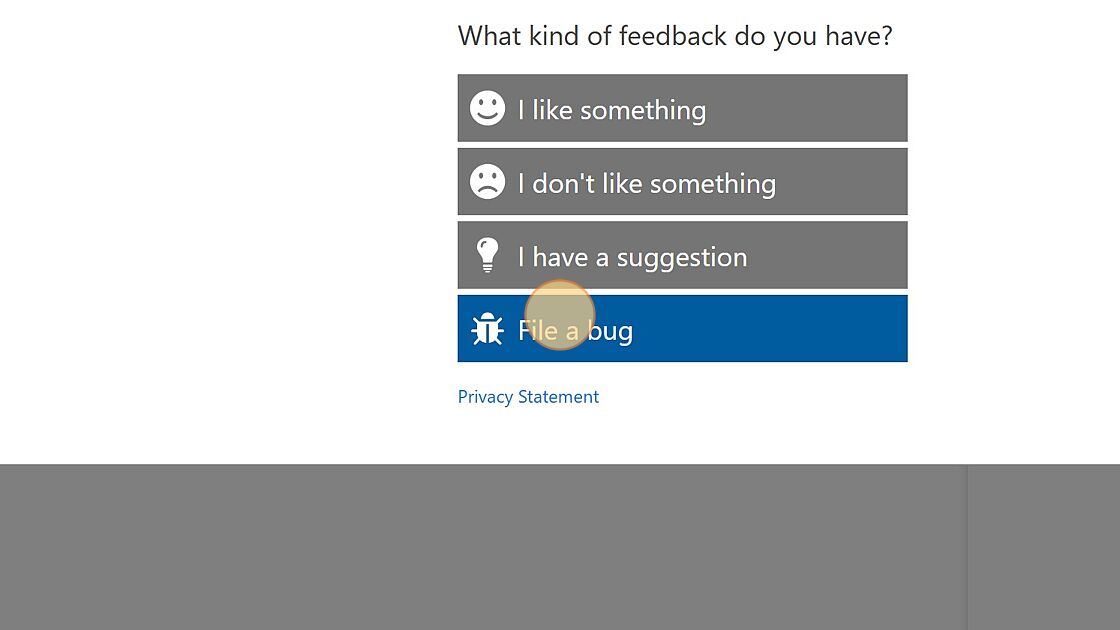 What kind of feedback do you have?
I like something
I don't like something
I have a suggestion
File a bug
Privacy Statement